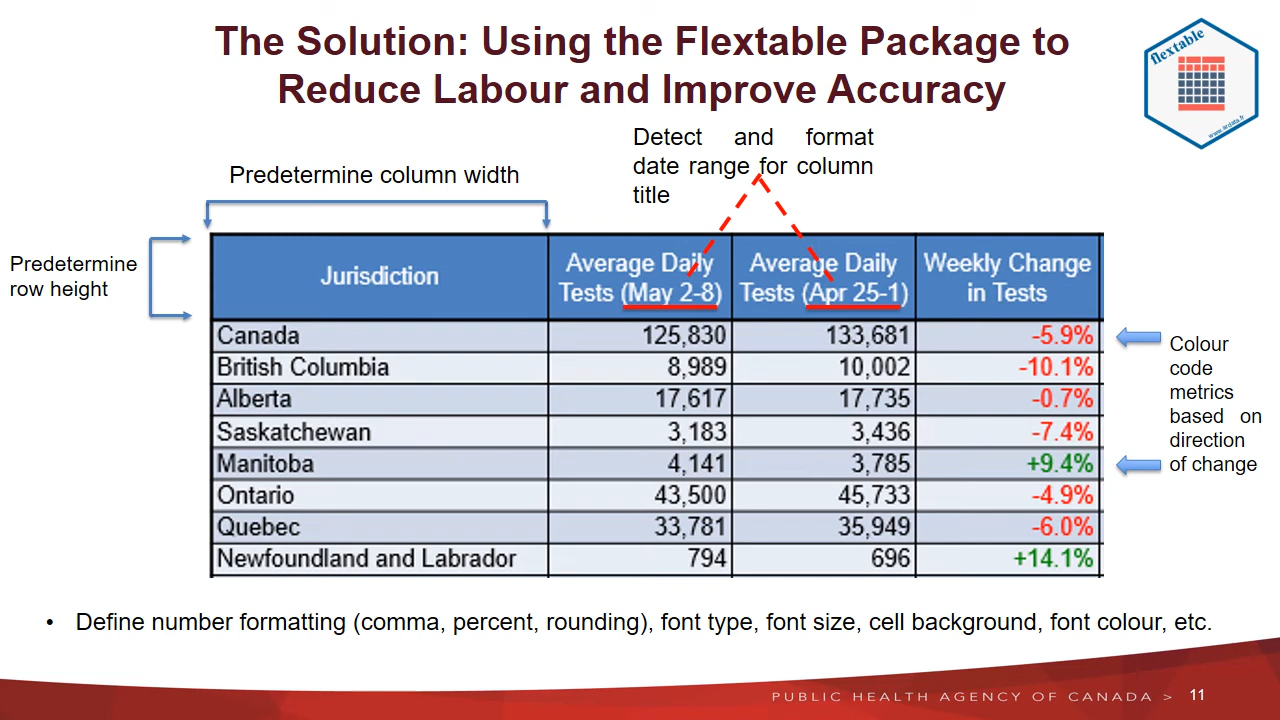 The Solution: Using the Flextable Package to
Reduce Labour and Improve Accuracy
flextable
www.ardata.fr
Detect and format
date range for column
title
Predetermine column width
Predetermine
row height
Jurisdiction
Average Daily
Tests (May 2-8)
Average Daily
Tests (Apr 25-1)
Weekly Change
in Tests
Canada 125,830 133,681 -5.9%
British Columbia 8,989 10,002 -10.1%
Alberta 17,617 17,735 -0.7%
Saskatchewan 3,183 3,436 -7.4%
Manitoba 4,141 3,785 +9.4%
Ontario 43,500 45,733 -4.9%
Quebec 33,781 35,949 -6.0%
Newfoundland and Labrador 794 696 +14.1%
Colour
code
metrics
based on
direction
of change
• Define number formatting (comma, percent, rounding), font type, font size, cell background, font colour, etc.
PUBLIC HEALTH AGENCY OF CANADA > 11